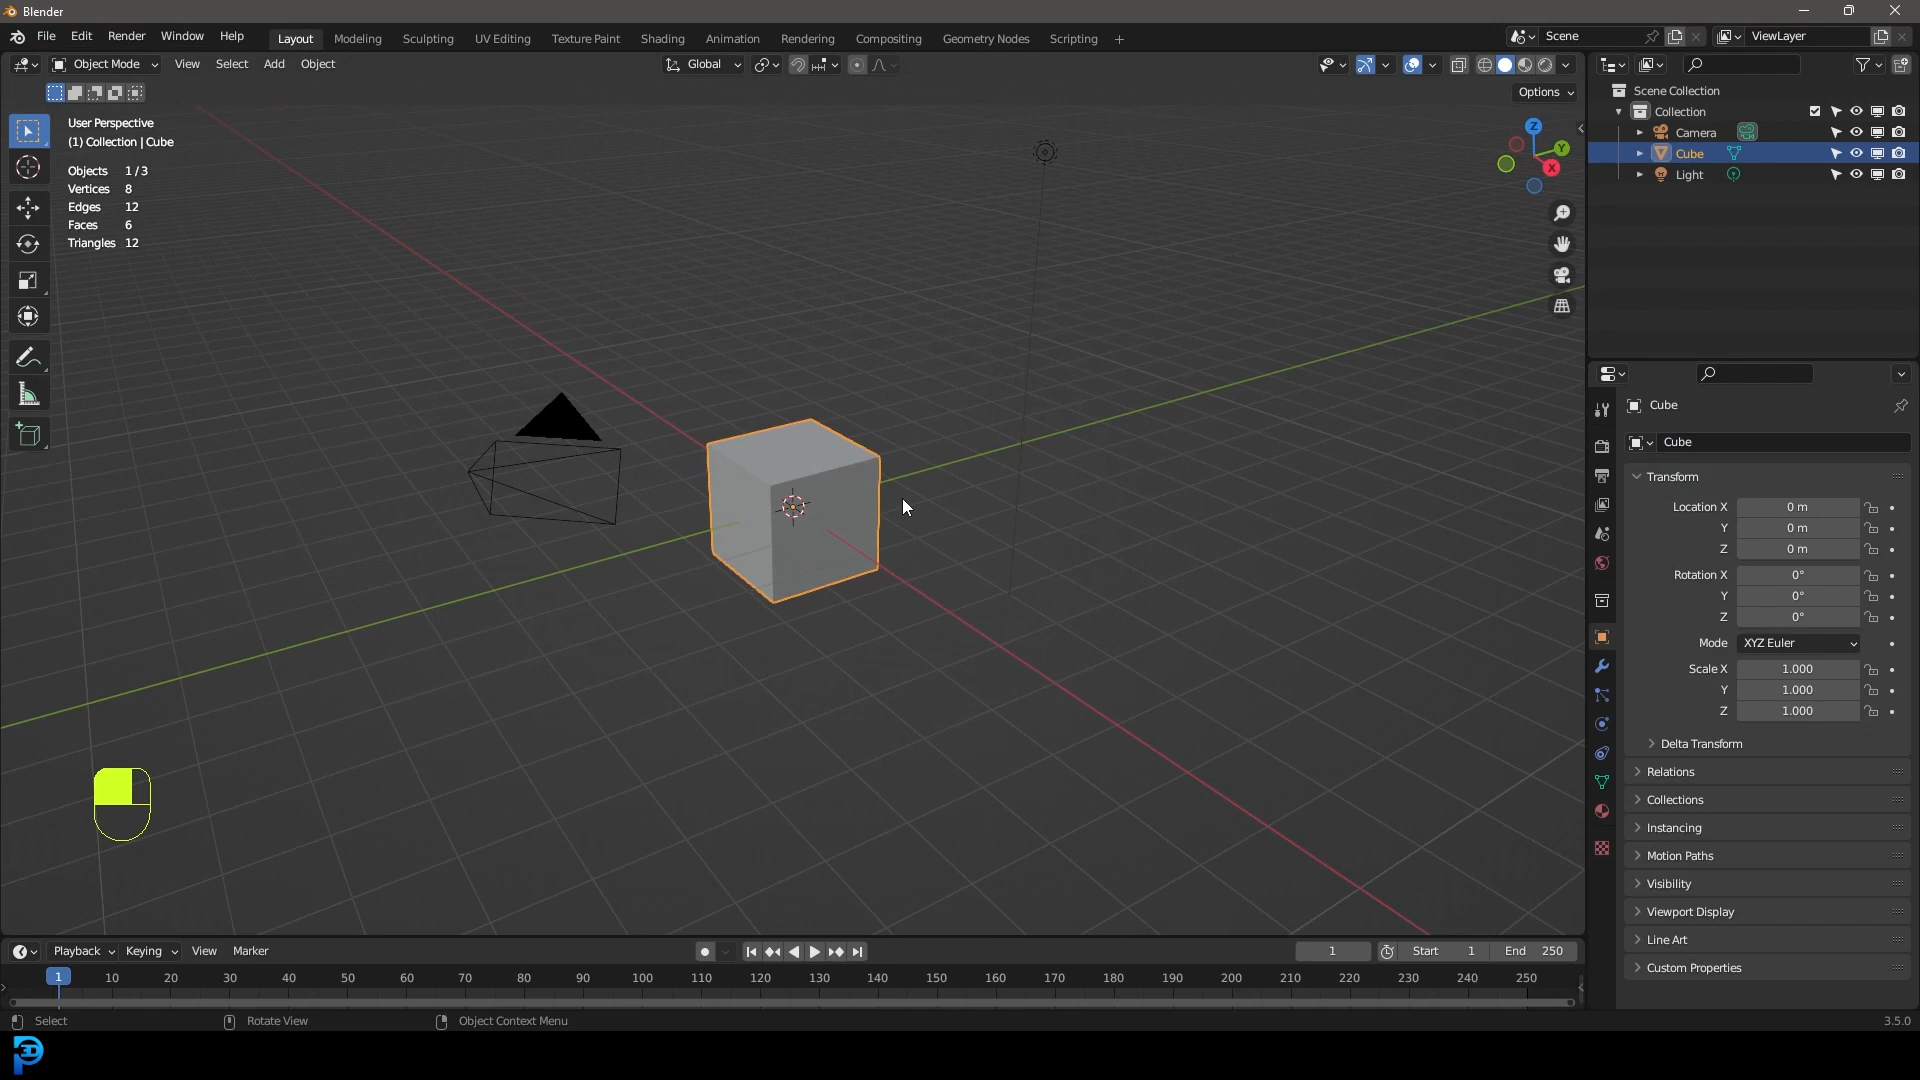 Blender
File Edit Render Window Help Layout Modeling Sculpting UV Editing Texture Paint Shading Animation Rendering Compositing Geometry Nodes Scripting + Scene ViewLayer
Object Mode View Select Add Object Global
Options
User Perspective
(1) Collection | Cube
Objects 1 / 3
Vertices 8
Edges 12
Faces 6
Triangles 12
Z
Y
X
Scene Collection
Collection
Camera
Cube
Light
Cube
Cube
Transform
Location X 0 m
Y 0 m
Z 0 m
Rotation X 0°
Y 0°
Z 0°
Mode XYZ Euler
Scale X 1.000
Y 1.000
Z 1.000
Delta Transform
Relations
Collections
Instancing
Motion Paths
Visibility
Viewport Display
Line Art
Custom Properties
Playback Keying View Marker 1 Start 1 End 250
1 10 20 30 40 50 60 70 80 90 100 110 120 130 140 150 160 170 180 190 200 210 220 230 240 250
Select Rotate View Object Context Menu 3.5.0
3D